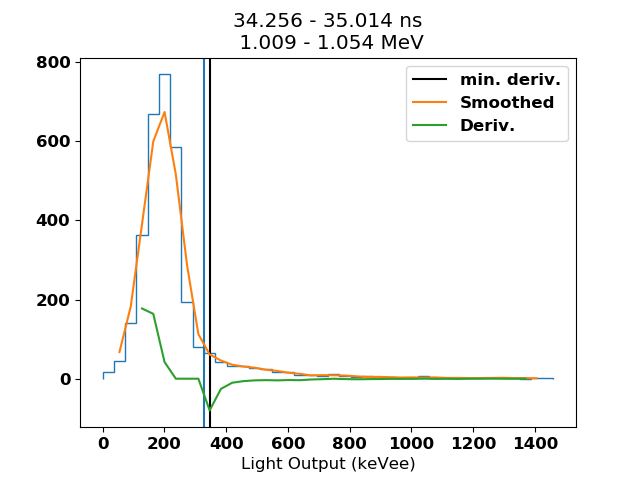 34.256 - 35.014 ns
1.009 - 1.054 MeV
min. deriv.
Smoothed
Deriv.
800
600
400
200
0
0 200 400 600 800 1000 1200 1400
Light Output (keVee)